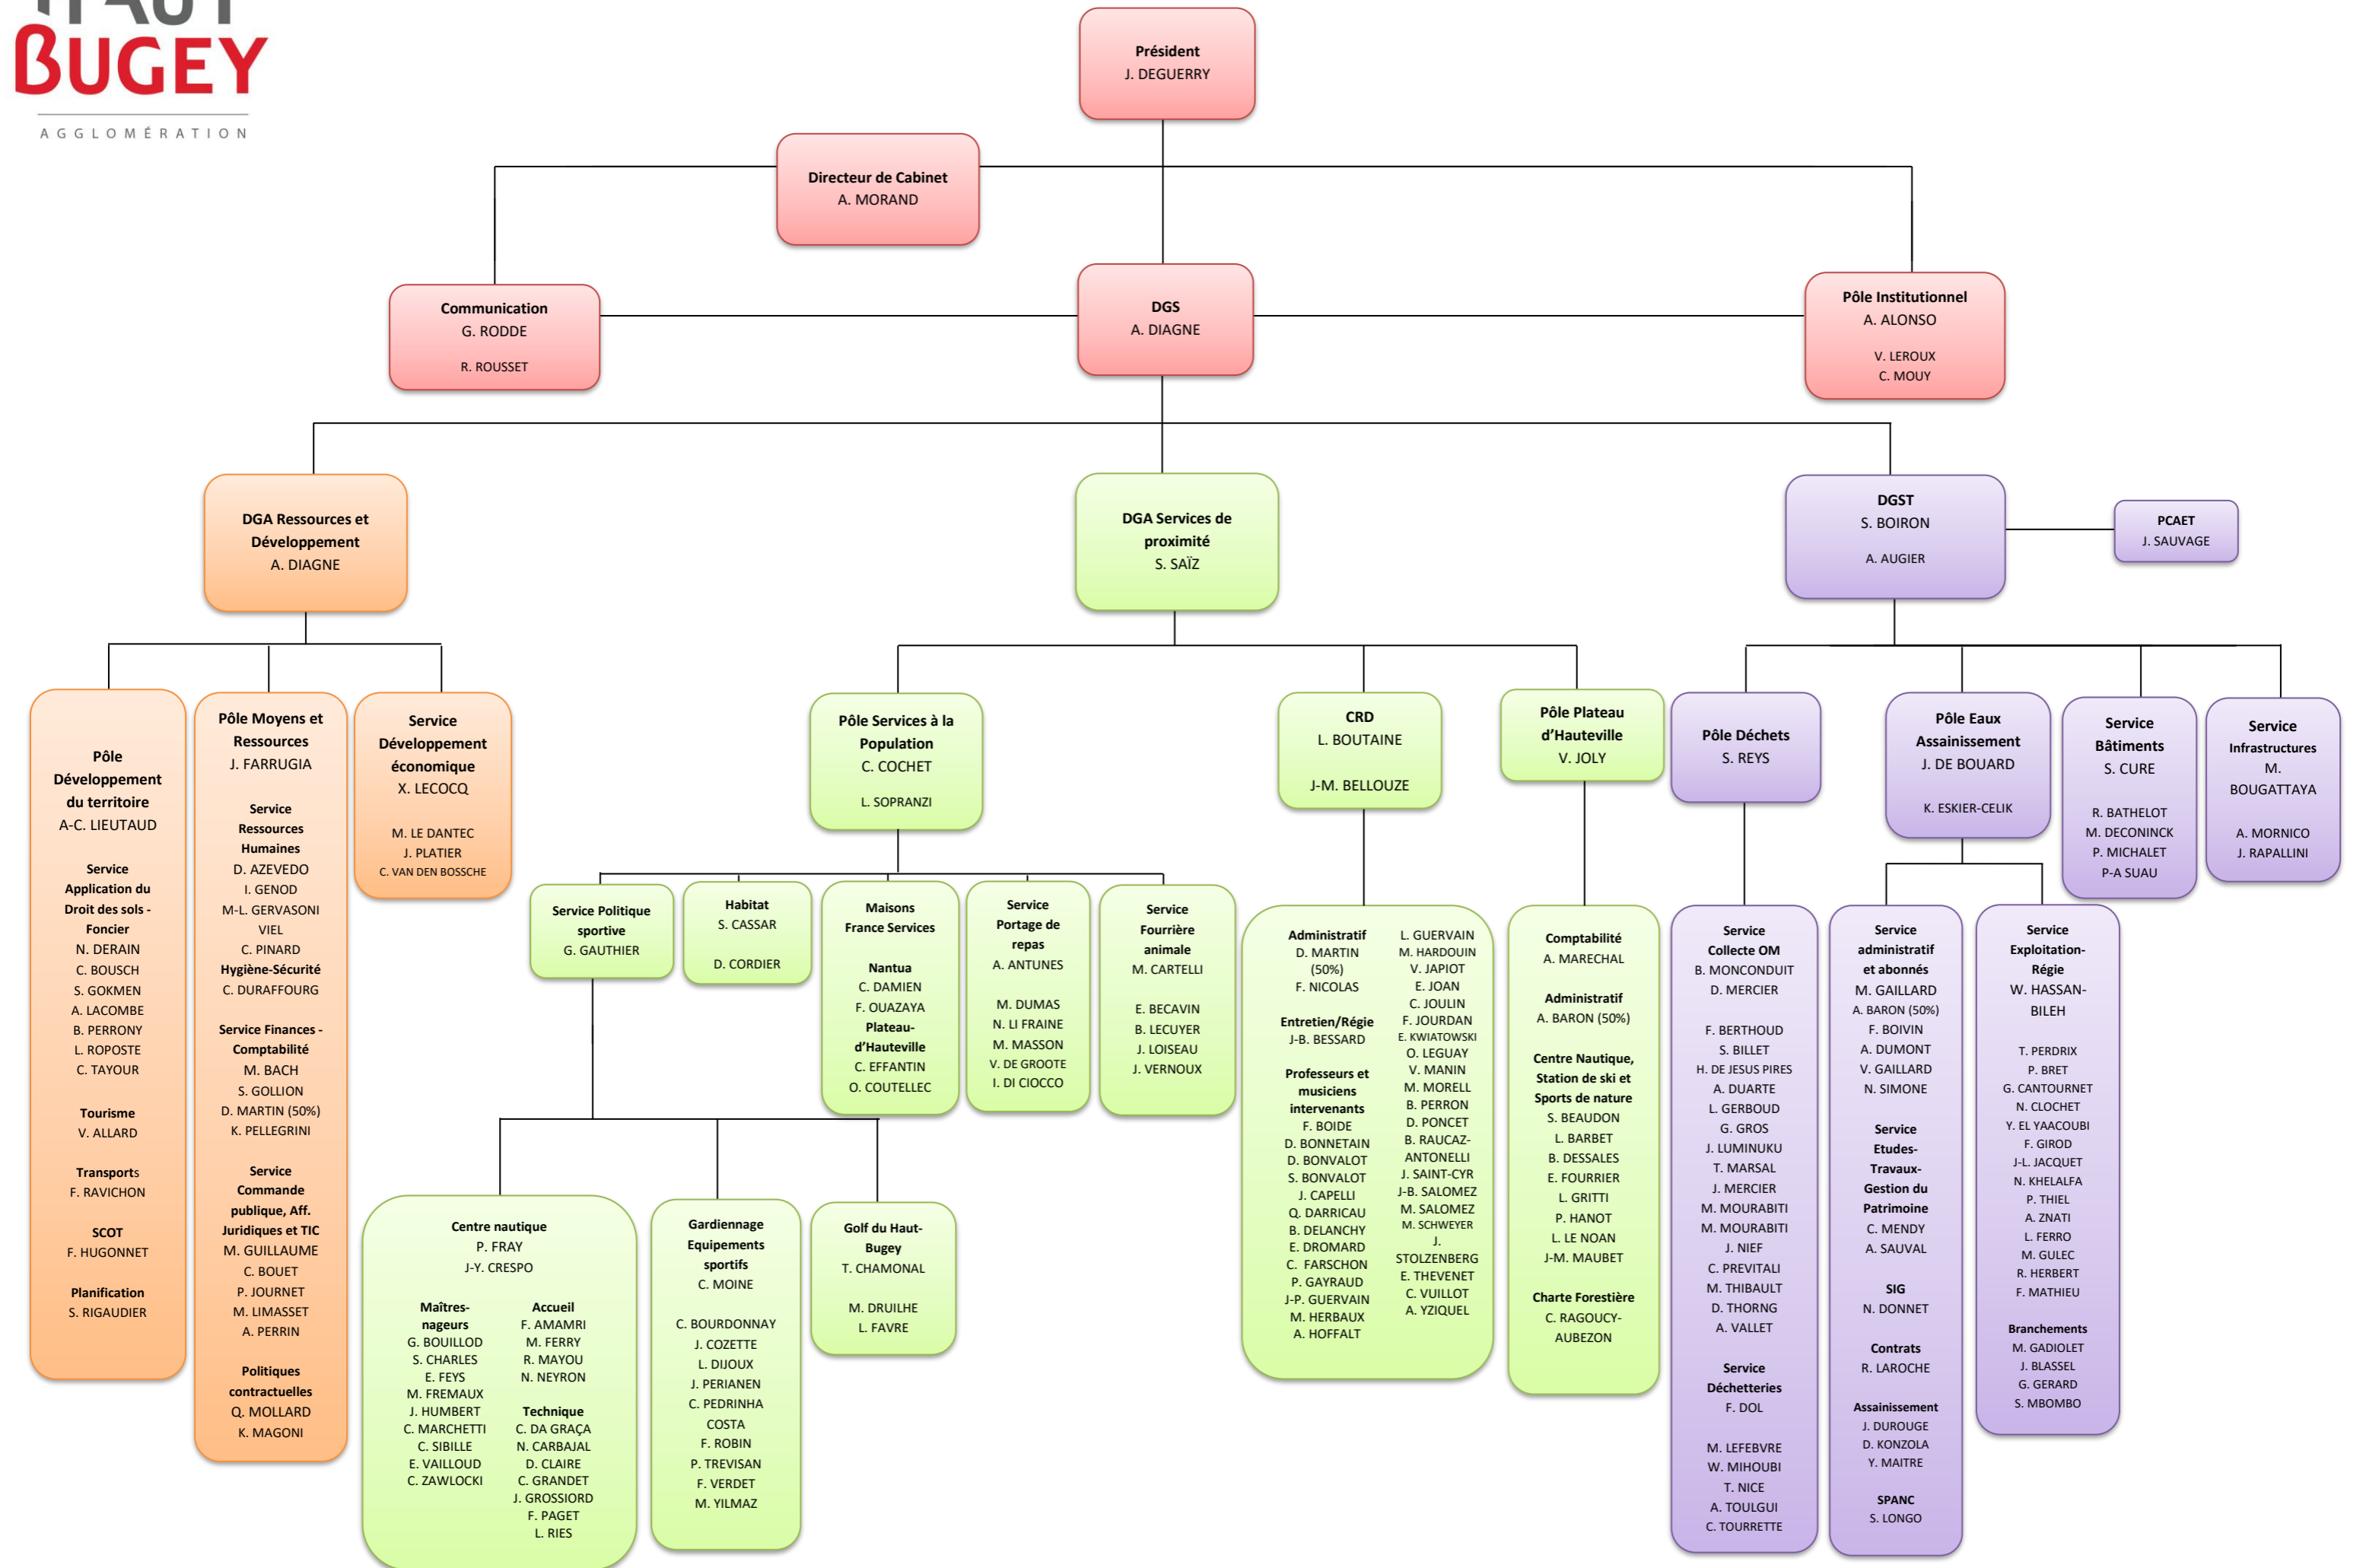 HAUT
BUGEY
AGGLOMÉRATION
Président
J. DEGUERRY
Directeur de Cabinet
A. MORAND
Communication
G. RODDE
R. ROUSSET
DGS
A. DIAGNE
Pôle Institutionnel
A. ALONSO
V. LEROUX
C. MOUY
DGA Ressources et
Développement
A. DIAGNE
DGA Services de
proximité
S. SAÏZ
DGST
S. BOIRON
A. AUGIER
PCAET
J. SAUVAGE
Pôle
Développement
du territoire
A-C. LIEUTAUD
Service
Application du
Droit des sols -
Foncier
N. DERAIN
C. BOUSCH
S. GOKMEN
A. LACOMBE
B. PERRONY
L. ROPOSTE
C. TAYOUR
Tourisme
V. ALLARD
Transports
F. RAVICHON
SCOT
F. HUGONNET
Planification
S. RIGAUDIER
Pôle Moyens et
Ressources
J. FARRUGIA
Service
Ressources
Humaines
D. AZEVEDO
I. GENOD
M-L. GERVASONI
VIEL
C. PINARD
Hygiène-Sécurité
C. DURAFFOURG
Service Finances -
Comptabilité
M. BACH
S. GOLLION
D. MARTIN (50%)
K. PELLEGRINI
Service
Commande
publique, Aff.
Juridiques et TIC
M. GUILLAUME
C. BOUET
P. JOURNET
M. LIMASSET
A. PERRIN
Politiques
contractuelles
Q. MOLLARD
K. MAGONI
Service
Développement
économique
X. LECOCQ
M. LE DANTEC
J. PLATIER
C. VAN DEN BOSSCHE
Pôle Services à la
Population
C. COCHET
L. SOPRANZI
CRD
L. BOUTAINE
J-M. BELLOUZE
Pôle Plateau
d'Hauteville
V. JOLY
Pôle Déchets
S. REYS
Pôle Eaux
Assainissement
J. DE BOUARD
K. ESKIER-CELIK
Service
Bâtiments
S. CURE
R. BATHELOT
M. DECONINCK
P. MICHALET
P-A SUAU
Service
Infrastructures
M.
BOUGATTAYA
A. MORNICO
J. RAPALLINI
Service Politique
sportive
G. GAUTHIER
Habitat
S. CASSAR
D. CORDIER
Maisons
France Services
Nantua
C. DAMIEN
F. OUAZAYA
Plateau-
d'Hauteville
C. EFFANTIN
O. COUTELLEC
Service
Portage de
repas
A. ANTUNES
M. DUMAS
N. LI FRAINE
M. MASSON
V. DE GROOTE
I. DI CIOCCO
Service
Fourrière
animale
M. CARTELLI
E. BECAVIN
B. LECUYER
J. LOISEAU
J. VERNOUX
Administratif
D. MARTIN
(50%)
F. NICOLAS
Entretien/Régie
J-B. BESSARD
Professeurs et
musiciens
intervenants
F. BOIDE
D. BONNETAIN
D. BONVALOT
S. BONVALOT
J. CAPELLI
Q. DARRICAU
B. DELANCHY
E. DROMARD
C. FARSCHON
P. GAYRAUD
J-P. GUERVAIN
M. HERBAUX
A. HOFFALT
L. GUERVAIN
M. HARDOUIN
V. JAPIOT
E. JOAN
C. JOULIN
F. JOURDAN
E. KWIATOWSKI
O. LEGUAY
V. MANIN
M. MORELL
B. PERRON
D. PONCET
B. RAUCAZ-
ANTONELLI
J. SAINT-CYR
J-B. SALOMEZ
M. SALOMEZ
M. SCHWEYER
J.
STOLZENBERG
E. THEVENET
C. VUILLOT
A. YZIQUEL
Comptabilité
A. MARECHAL
Administratif
A. BARON (50%)
Centre Nautique,
Station de ski et
Sports de nature
S. BEAUDON
L. BARBET
B. DESSALES
E. FOURRIER
L. GRITTI
P. HANOT
L. LE NOAN
J-M. MAUBET
Charte Forestière
C. RAGOUCY-
AUBEZON
Service
Collecte OM
B. MONCONDUIT
D. MERCIER
F. BERTHOUD
S. BILLET
H. DE JESUS PIRES
A. DUARTE
L. GERBOUD
G. GROS
J. LUMINUKU
T. MARSAL
J. MERCIER
M. MOURABITI
M. MOURABITI
J. NIEF
C. PREVITALI
M. THIBAULT
D. THORNG
A. VALLET
Service
Déchetteries
F. DOL
M. LEFEBVRE
W. MIHOUBI
T. NICE
A. TOULGUI
C. TOURRETTE
Service
administratif
et abonnés
M. GAILLARD
A. BARON (50%)
F. BOIVIN
A. DUMONT
V. GAILLARD
N. SIMONE
Service
Etudes-
Travaux-
Gestion du
Patrimoine
C. MENDY
A. SAUVAL
SIG
N. DONNET
Contrats
R. LAROCHE
Assainissement
J. DUROUGE
D. KONZOLA
Y. MAITRE
SPANC
S. LONGO
Service
Exploitation-
Régie
W. HASSAN-
BILEH
T. PERDRIX
P. BRET
G. CANTOURNET
N. CLOCHET
Y. EL YAACOUBI
F. GIROD
J-L. JACQUET
N. KHELALFA
P. THIEL
A. ZNATI
L. FERRO
M. GULEC
R. HERBERT
F. MATHIEU
Branchements
M. GADIOLET
J. BLASSEL
G. GERARD
S. MBOMBO
Centre nautique
P. FRAY
J-Y. CRESPO
Maîtres-
nageurs
G. BOUILLOD
S. CHARLES
E. FEYS
M. FREMAUX
J. HUMBERT
C. MARCHETTI
C. SIBILLE
E. VAILLOUD
C. ZAWLOCKI
Accueil
F. AMAMRI
M. FERRY
R. MAYOU
N. NEYRON
Technique
C. DA GRAÇA
N. CARBAJAL
D. CLAIRE
C. GRANDET
J. GROSSIORD
F. PAGET
L. RIES
Gardiennage
Equipements
sportifs
C. MOINE
C. BOURDONNAY
J. COZETTE
L. DIJOUX
J. PERIANEN
C. PEDRINHA
COSTA
F. ROBIN
P. TREVISAN
F. VERDET
M. YILMAZ
Golf du Haut-
Bugey
T. CHAMONAL
M. DRUILHE
L. FAVRE